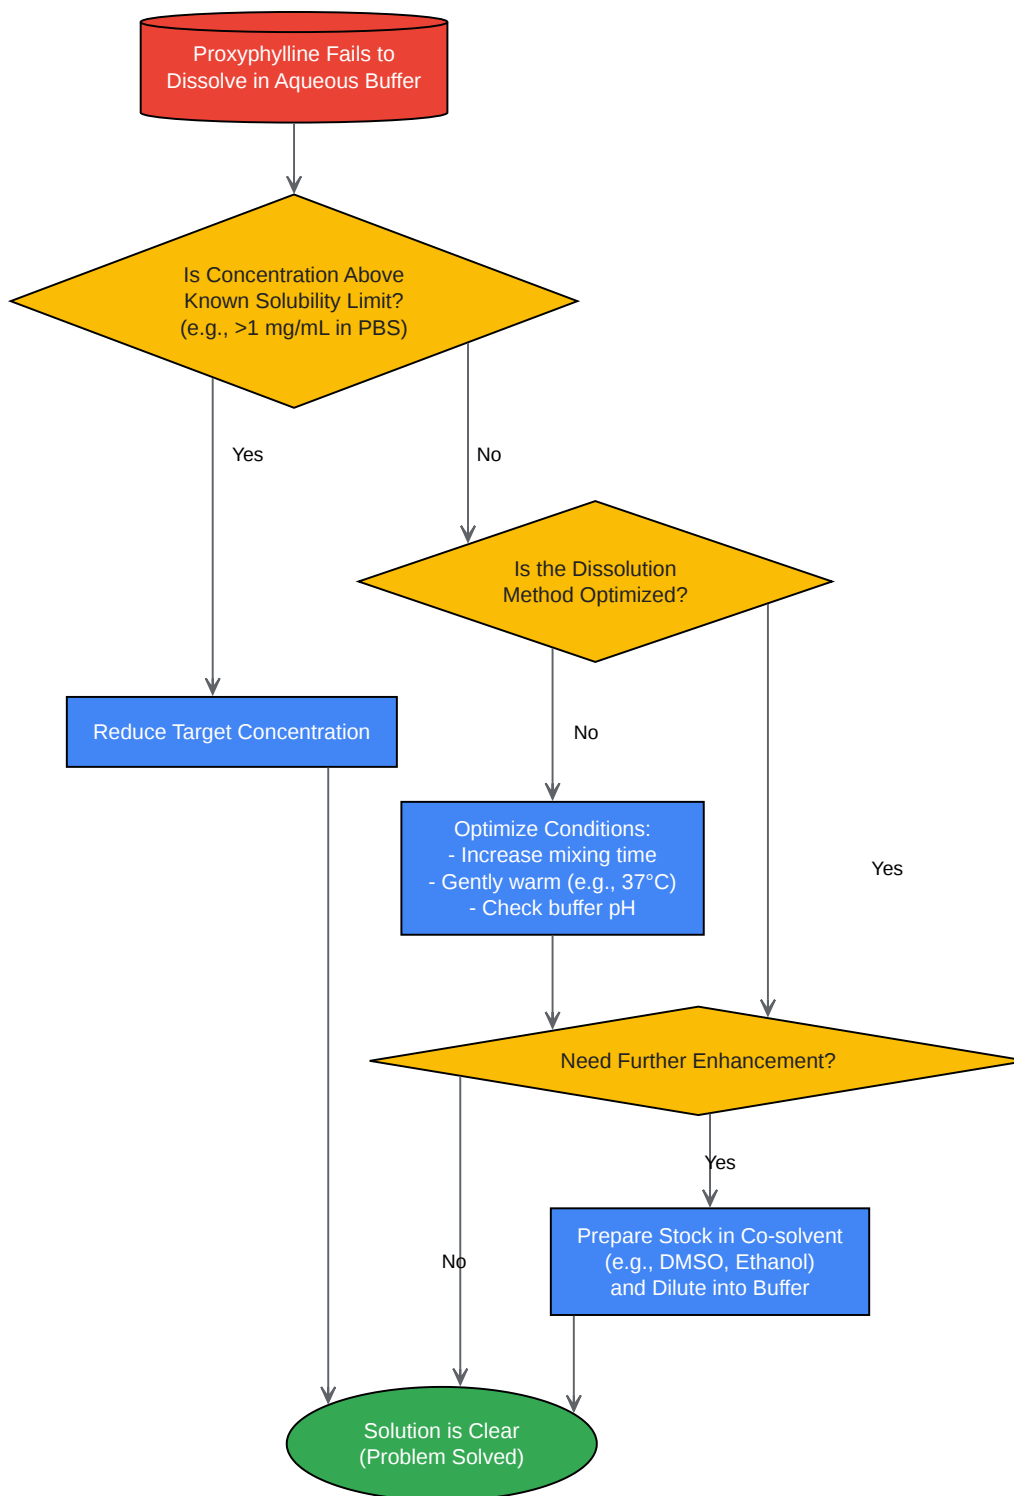 Proxyphylline Fails to
Dissolve in Aqueous Buffer
Is Concentration Above
Known Solubility Limit?
(e.g., >1 mg/mL in PBS)
Yes
No
Is the Dissolution
Method Optimized?
Reduce Target Concentration
No
Optimize Conditions:
- Increase mixing time
- Gently warm (e.g., 37°C)
- Check buffer pH
Yes
Need Further Enhancement?
Yes
Prepare Stock in Co-solvent
(e.g., DMSO, Ethanol)
and Dilute into Buffer
No
Solution is Clear
(Problem Solved)